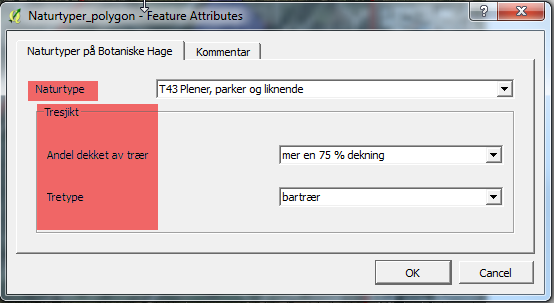 Naturtyper_polygon - Feature Attributes
Naturtyper på Botaniske Hage
Kommentar
Naturtype
T43 Plener, parker og liknende
Tresjikt
Andel dekket av trær
mer en 75 % dekning
Tretype
bartrær
OK
Cancel